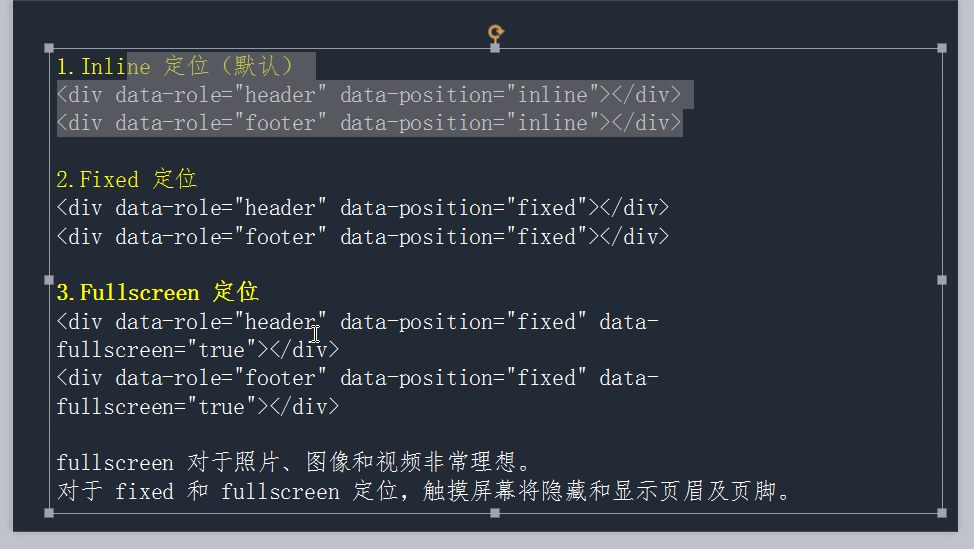 1.Inline 定位（默认）
<div data-role="header" data-position="inline"></div>
<div data-role="footer" data-position="inline"></div>
2.Fixed 定位
<div data-role="header" data-position="fixed"></div>
<div data-role="footer" data-position="fixed"></div>
3.Fullscreen 定位
<div data-role="header" data-position="fixed" data-
fullscreen="true"></div>
<div data-role="footer" data-position="fixed" data-
fullscreen="true"></div>
fullscreen 对于照片、图像和视频非常理想。
对于 fixed 和 fullscreen 定位，触摸屏幕将隐藏和显示页眉及页脚。